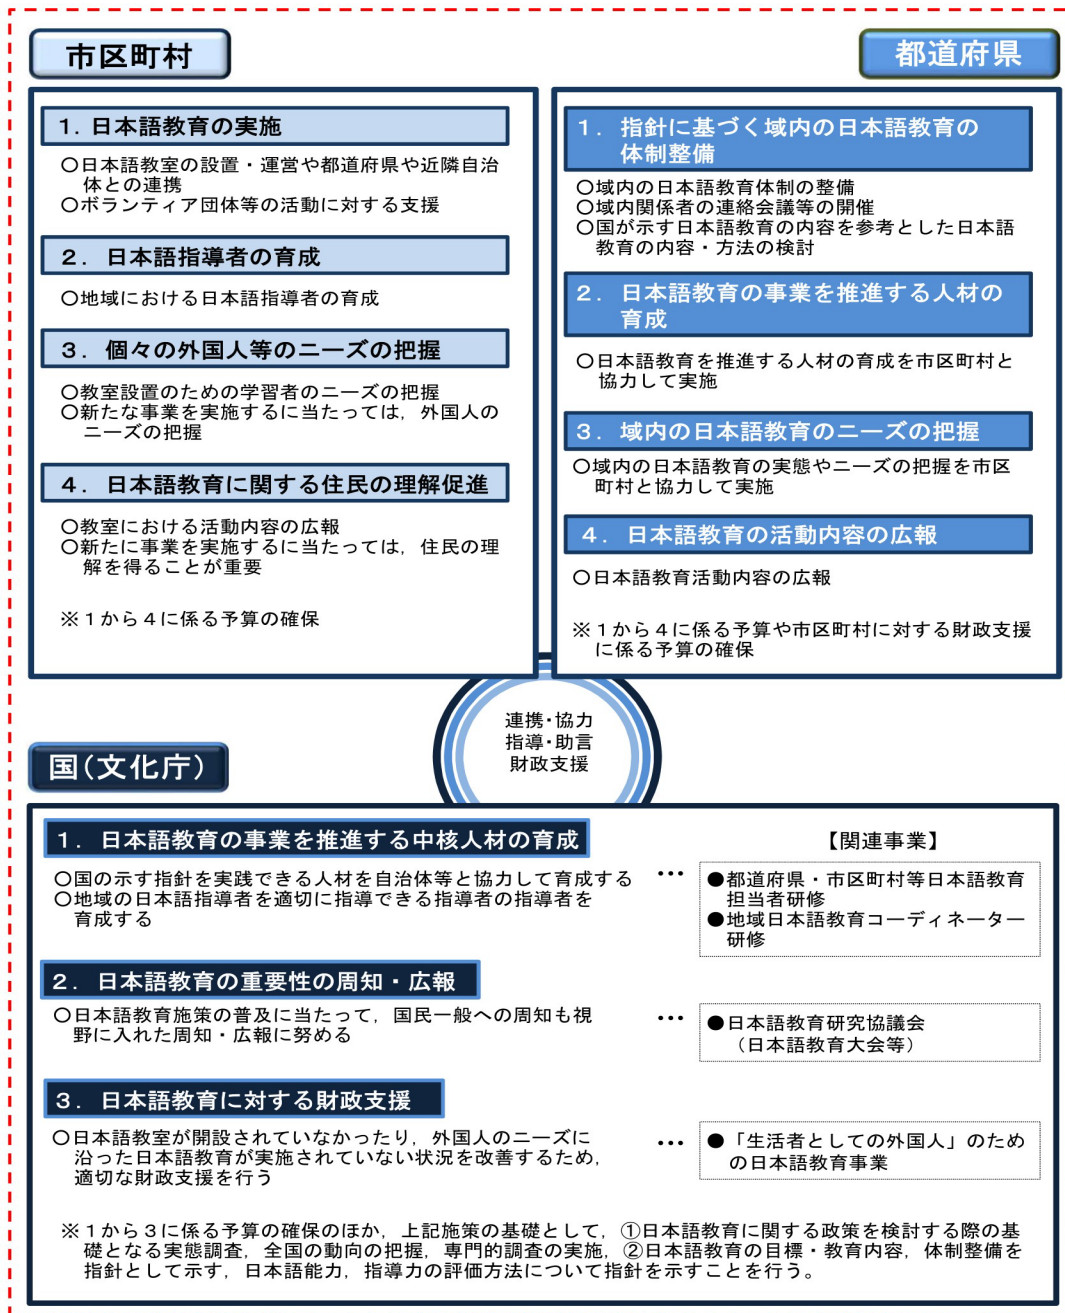 市区町村
1. 日本語教育の実施
○日本語教室の設置・運営や都道府県や近隣自治
体との連携
○ボランティア団体等の活動に対する支援
２．日本語指導者の育成
○地域における日本語指導者の育成
３．個々の外国人等のニーズの把握
○教室設置のための学習者のニーズの把握
○新たな事業を実施するに当たっては，外国人の
ニーズの把握
４．日本語教育に関する住民の理解促進
○教室における活動内容の広報
○新たに事業を実施するに当たっては，住民の理
解を得ることが重要
※１から４に係る予算の確保
都道府県
１．指針に基づく域内の日本語教育の
体制整備
○域内の日本語教育体制の整備
○域内関係者の連絡会議等の開催
○国が示す日本語教育の内容を参考とした日本語
教育の内容・方法の検討
２．日本語教育の事業を推進する人材の
育成
○日本語教育を推進する人材の育成を市区町村と
協力して実施
３．域内の日本語教育のニーズの把握
○域内の日本語教育の実態やニーズの把握を市区
町村と協力して実施
４．日本語教育の活動内容の広報
○日本語教育活動内容の広報
※１から４に係る予算や市区町村に対する財政支援
に係る予算の確保
連携・協力
指導・助言
財政支援
国（文化庁）
１．日本語教育の事業を推進する中核人材の育成
○国の示す指針を実践できる人材を自治体等と協力して育成する
○地域の日本語指導者を適切に指導できる指導者の指導者を
育成する
…
【関連事業】
●都道府県・市区町村等日本語教育
担当者研修
●地域日本語教育コーディネーター
研修
２．日本語教育の重要性の周知・広報
○日本語教育施策の普及に当たって，国民一般への周知も視
野に入れた周知・広報に努める
…
●日本語教育研究協議会
（日本語教育大会等）
３．日本語教育に対する財政支援
○日本語教室が開設されていなかったり，外国人のニーズに
沿った日本語教育が実施されていない状況を改善するため，
適切な財政支援を行う
…
●「生活者としての外国人」のため
の日本語教育事業
※１から３に係る予算の確保のほか，上記施策の基礎として，①日本語教育に関する政策を検討する際の基
礎となる実態調査，全国の動向の把握，専門的調査の実施，②日本語教育の目標・教育内容，体制整備を
指針として示す，日本語能力，指導力の評価方法について指針を示すことを行う。